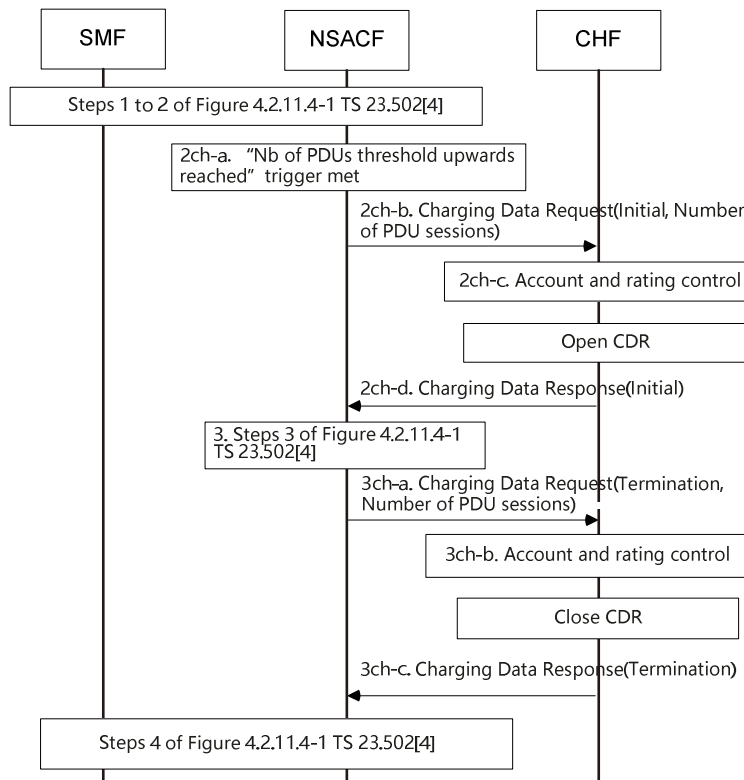 SMF
NSACF
CHF
Steps 1 to 2 of Figure 4.2.11.4-1 TS 23.502[4]
2ch-a. “Nb of PDUs threshold upwards
reached” trigger met
2ch-b. Charging Data Request(Initial, Number
of PDU sessions)
2ch-c. Account and rating control
Open CDR
2ch-d. Charging Data Response(Initial)
3. Steps 3 of Figure 4.2.11.4-1
TS 23.502[4]
3ch-a. Charging Data Request(Termination,
Number of PDU sessions)
3ch-b. Account and rating control
Close CDR
3ch-c. Charging Data Response(Termination)
Steps 4 of Figure 4.2.11.4-1 TS 23.502[4]